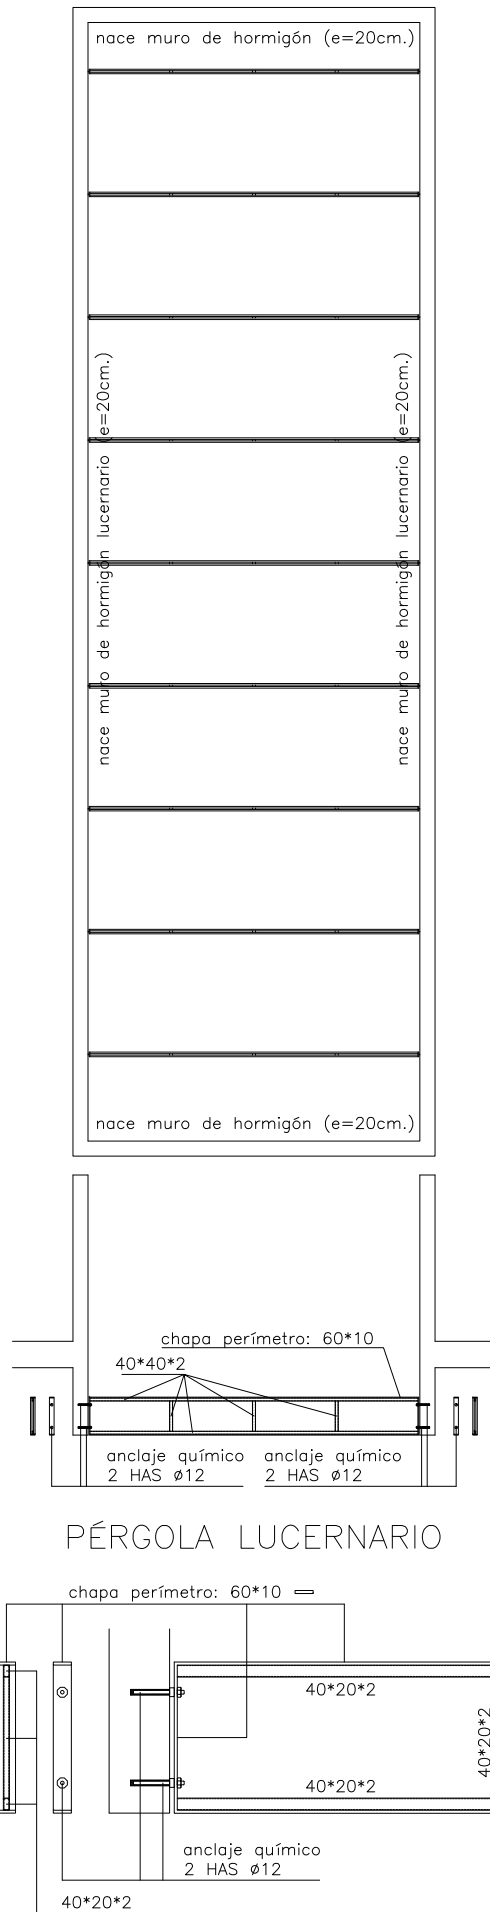 nace muro de hormigón (e=20cm.)
nace muro de hormigón lucernario (e=20cm.)
nace muro de hormigón lucernario (e=20cm.)
nace muro de hormigón (e=20cm.)
chapa perímetro: 60*10
40*40*2
anclaje químico
2 HAS ø12
anclaje químico
2 HAS ø12
PÉRGOLA LUCERNARIO
chapa perímetro: 60*10
40*20*2
40*20*2
40*20*2
anclaje químico
2 HAS ø12
40*20*2